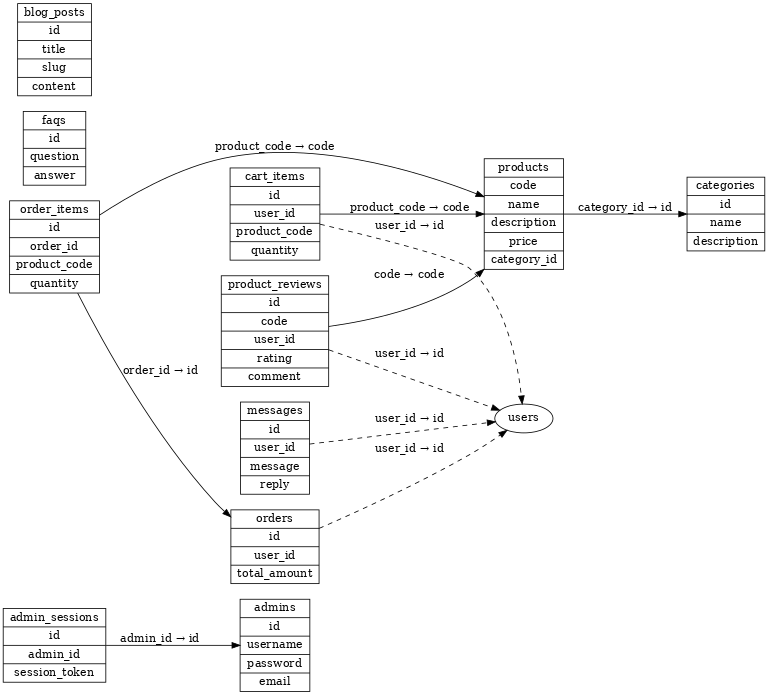 blog_posts
id
title
slug
content
faqs
id
question
answer
order_items
id
order_id
product_code
quantity
product_code → code
cart_items
id
user_id
product_code
quantity
product_code → code
user_id → id
products
code
name
description
price
category_id
category_id → id
categories
id
name
description
product_reviews
id
code
user_id
rating
comment
code → code
user_id → id
order_id → id
messages
id
user_id
message
reply
user_id → id
users
orders
id
user_id
total_amount
user_id → id
admin_sessions
id
admin_id
session_token
admin_id → id
admins
id
username
password
email